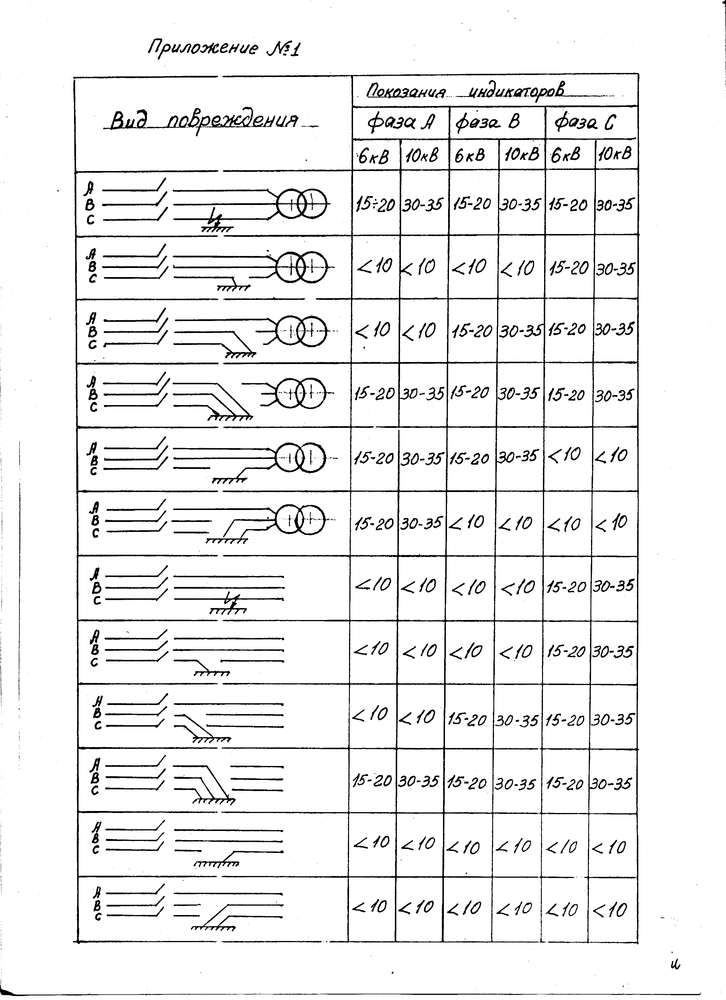 Приложение №1
Вид повреждения
Покозания индикаторов
фаза А фаза В фаза С
6кВ 10кВ 6кВ 10кВ 6кВ 10кВ
А
В
С
15÷20 30-35 15-20 30-35 15-20 30-35
А
В
С
<10 <10 <10 <10 15-20 30-35
А
В
С
<10 <10 15-20 30-35 15-20 30-35
А
В
С
15-20 30-35 15-20 30-35 15-20 30-35
А
В
С
15-20 30-35 15-20 30-35 <10 <10
А
В
С
15-20 30-35 <10 <10 <10 <10
А
В
С
<10 <10 <10 <10 15-20 30-35
А
В
С
<10 <10 <10 <10 15-20 30-35
А
В
С
<10 <10 15-20 30-35 15-20 30-35
А
В
С
15-20 30-35 15-20 30-35 15-20 30-35
А
В
С
<10 <10 <10 <10 <10 <10
А
В
С
<10 <10 <10 <10 <10 <10